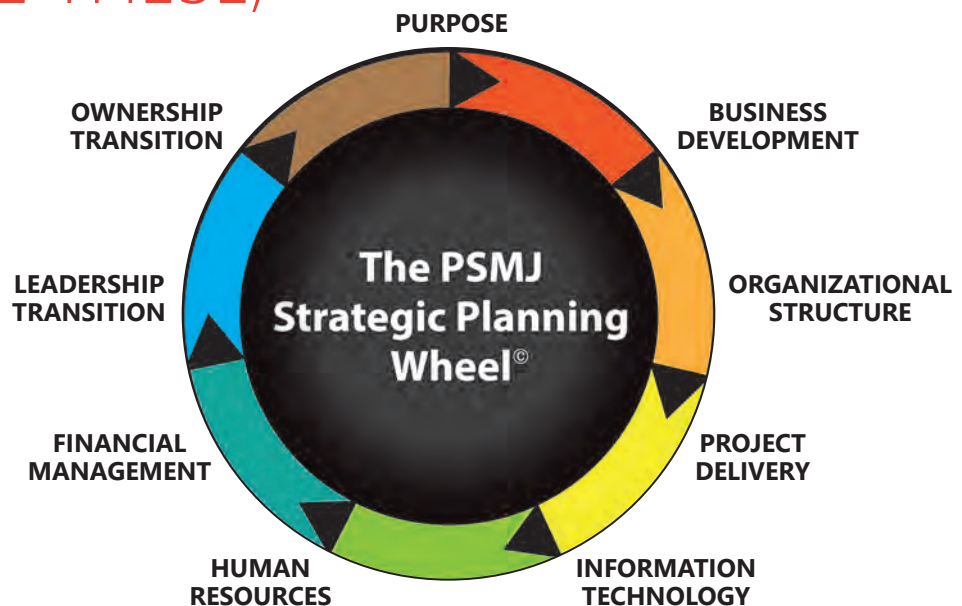 PURPOSE
BUSINESS
DEVELOPMENT
ORGANIZATIONAL
STRUCTURE
PROJECT
DELIVERY
INFORMATION
TECHNOLOGY
HUMAN
RESOURCES
FINANCIAL
MANAGEMENT
LEADERSHIP
TRANSITION
OWNERSHIP
TRANSITION
The PSMJ
Strategic Planning
Wheel©